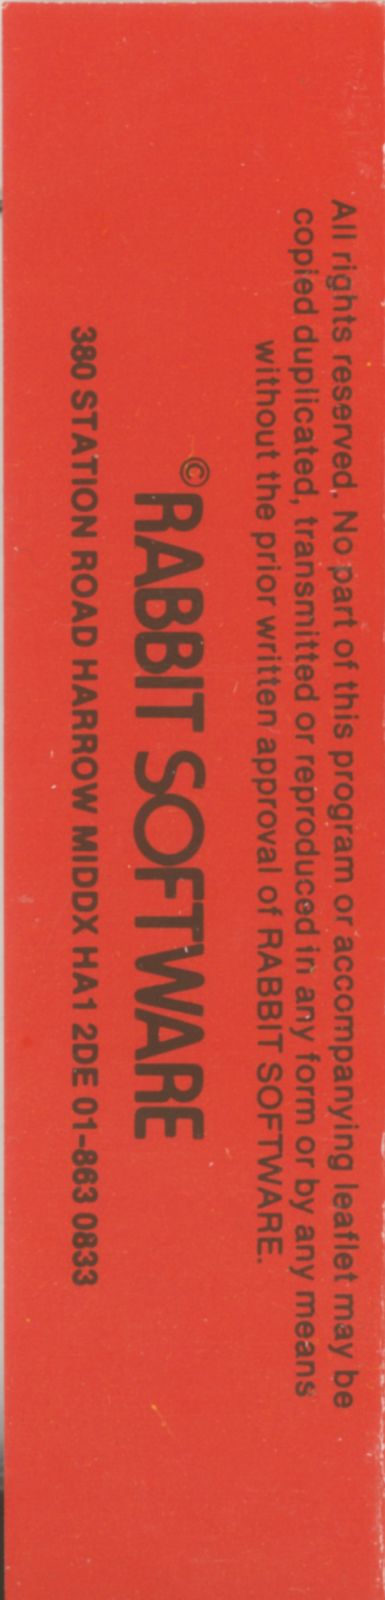 All rights reserved. No part of this program or accompanying leaflet may be
copied duplicated, transmitted or reproduced in any form or by any means
without the prior written approval of RABBIT SOFTWARE.
© RABBIT SOFTWARE
380 STATION ROAD HARROW MIDDX HA1 2DE 01-863 0833